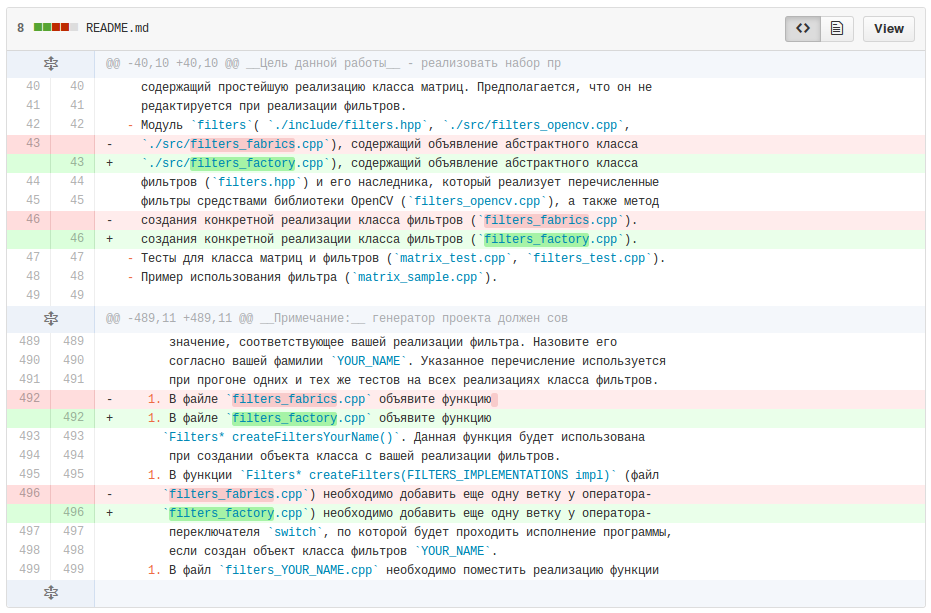 8 README.md View
@@ -40,10 +40,10 @@ __Цель данной работы__ - реализовать набор пр
40 40 содержащий простейшую реализацию класса матриц. Предполагается, что он не
41 41 редактируется при реализации фильтров.
42 42 - Модуль `filters`( `./include/filters.hpp`, `./src/filters_opencv.cpp`,
43 - `./src/filters_fabrics.cpp`), содержащий объявление абстрактного класса
43 + `./src/filters_factory.cpp`), содержащий объявление абстрактного класса
44 44 фильтров (`filters.hpp`) и его наследника, который реализует перечисленные
45 45 фильтры средствами библиотеки OpenCV (`filters_opencv.cpp`), а также метод
46 - создания конкретной реализации класса фильтров (`filters_fabrics.cpp`).
46 + создания конкретной реализации класса фильтров (`filters_factory.cpp`).
47 47 - Тесты для класса матриц и фильтров (`matrix_test.cpp`, `filters_test.cpp`).
48 48 - Пример использования фильтра (`matrix_sample.cpp`).
49 49
@@ -489,11 +489,11 @@ __Примечание:__ генератор проекта должен сов
489 489 значение, соответствующее вашей реализации фильтра. Назовите его
490 490 согласно вашей фамилии `YOUR_NAME`. Указанное перечисление используется
491 491 при прогоне одних и тех же тестов на всех реализациях класса фильтров.
492 - 1. В файле `filters_fabrics.cpp` объявите функцию
492 + 1. В файле `filters_factory.cpp` объявите функцию
493 493 `Filters* createFiltersYourName()`. Данная функция будет использована
494 494 при создании объекта класса с вашей реализации фильтров.
495 495 1. В функции `Filters* createFilters(FILTERS_IMPLEMENTATIONS impl)` (файл
496 - `filters_fabrics.cpp`) необходимо добавить еще одну ветку у оператора-
496 + `filters_factory.cpp`) необходимо добавить еще одну ветку у оператора-
497 497 переключателя `switch`, по которой будет проходить исполнение программы,
498 498 если создан объект класса фильтров `YOUR_NAME`.
499 499 1. В файл `filters_YOUR_NAME.cpp` необходимо поместить реализацию функции